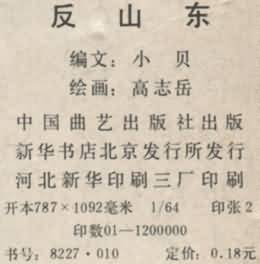 反山东
编文：小贝
绘画：高志岳
中国曲艺出版社出版
新华书店北京发行所发行
河北新华印刷三厂印刷
开本787×1092毫米 1/64 印张2
印数01—1200000
书号：8227·010 定价：0.18元